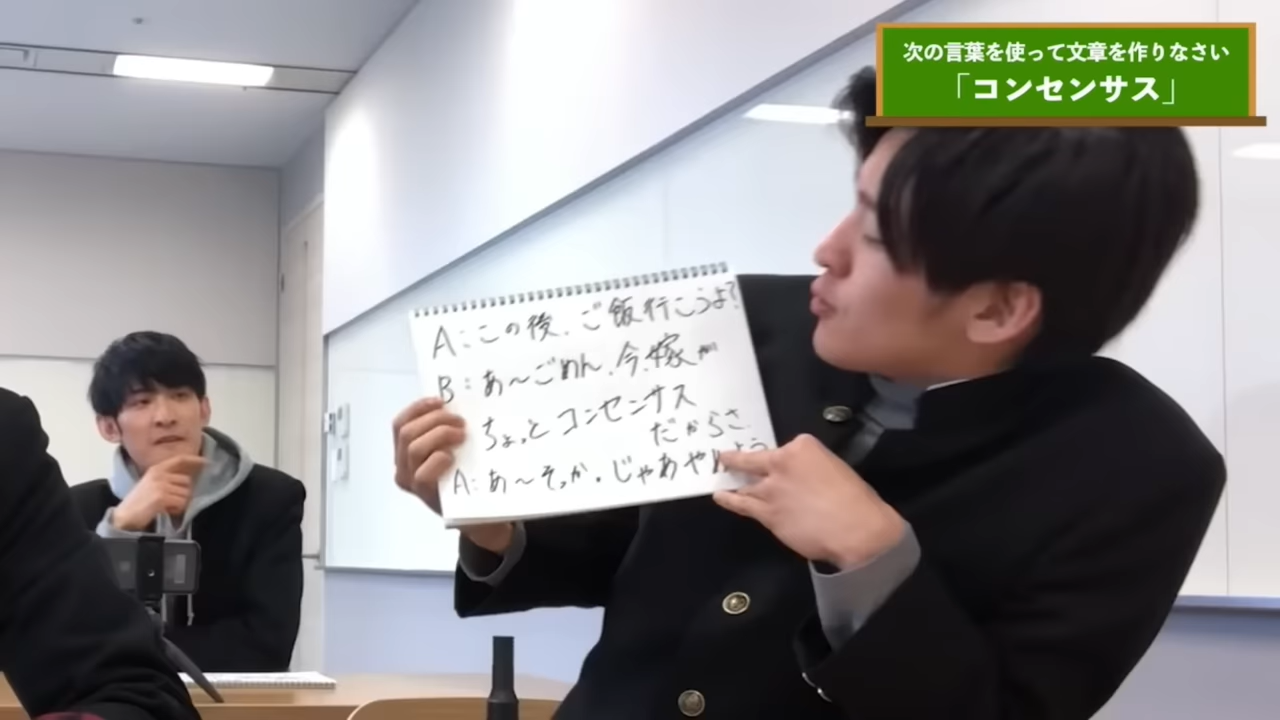 次の言葉を使って文章を作りなさい
「コンセンサス」
A:この後、ご飯行こうよ?
B:あ〜ごめん、今、嫁が
ちょっとコンセンサス
だからさ
A:あ〜そっか。じゃあやめよう